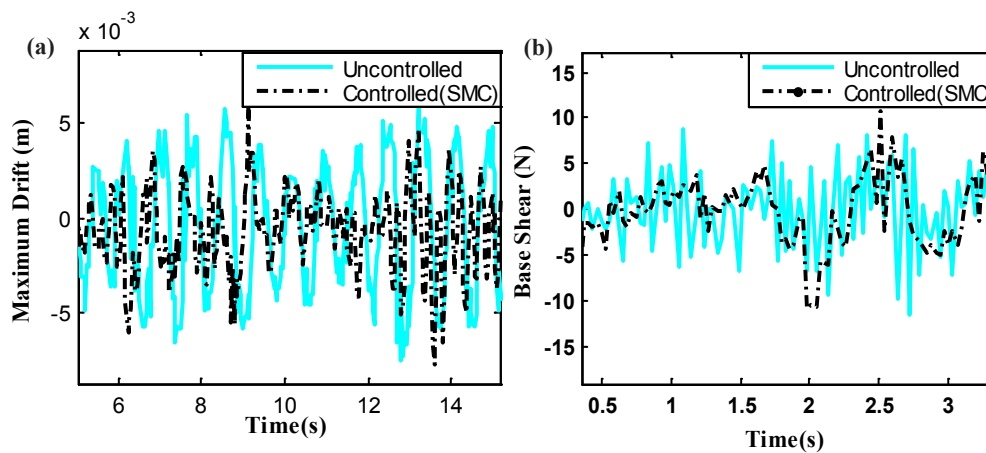 (a)
x 10
-3
Uncontrolled
Controlled(SMC)
Maximum Drift (m)
5
0
-5
6
8
10
12
14
Time(s)
(b)
Uncontrolled
Controlled(SMC
Base Shear (N)
15
10
5
0
-5
-10
-15
0.5
1
1.5
2
2.5
3
Time(s)